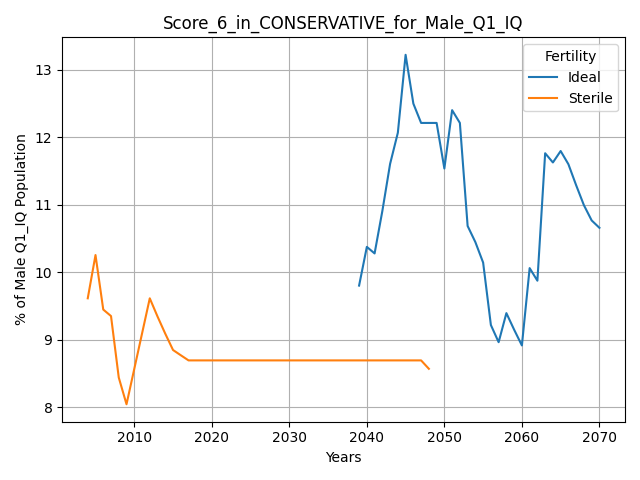 Score_6_in_CONSERVATIVE_for_Male_Q1_IQ
Fertility
Ideal
Sterile
% of Male Q1_IQ Population
13
12
11
10
9
8
2010 2020 2030 2040 2050 2060 2070
Years